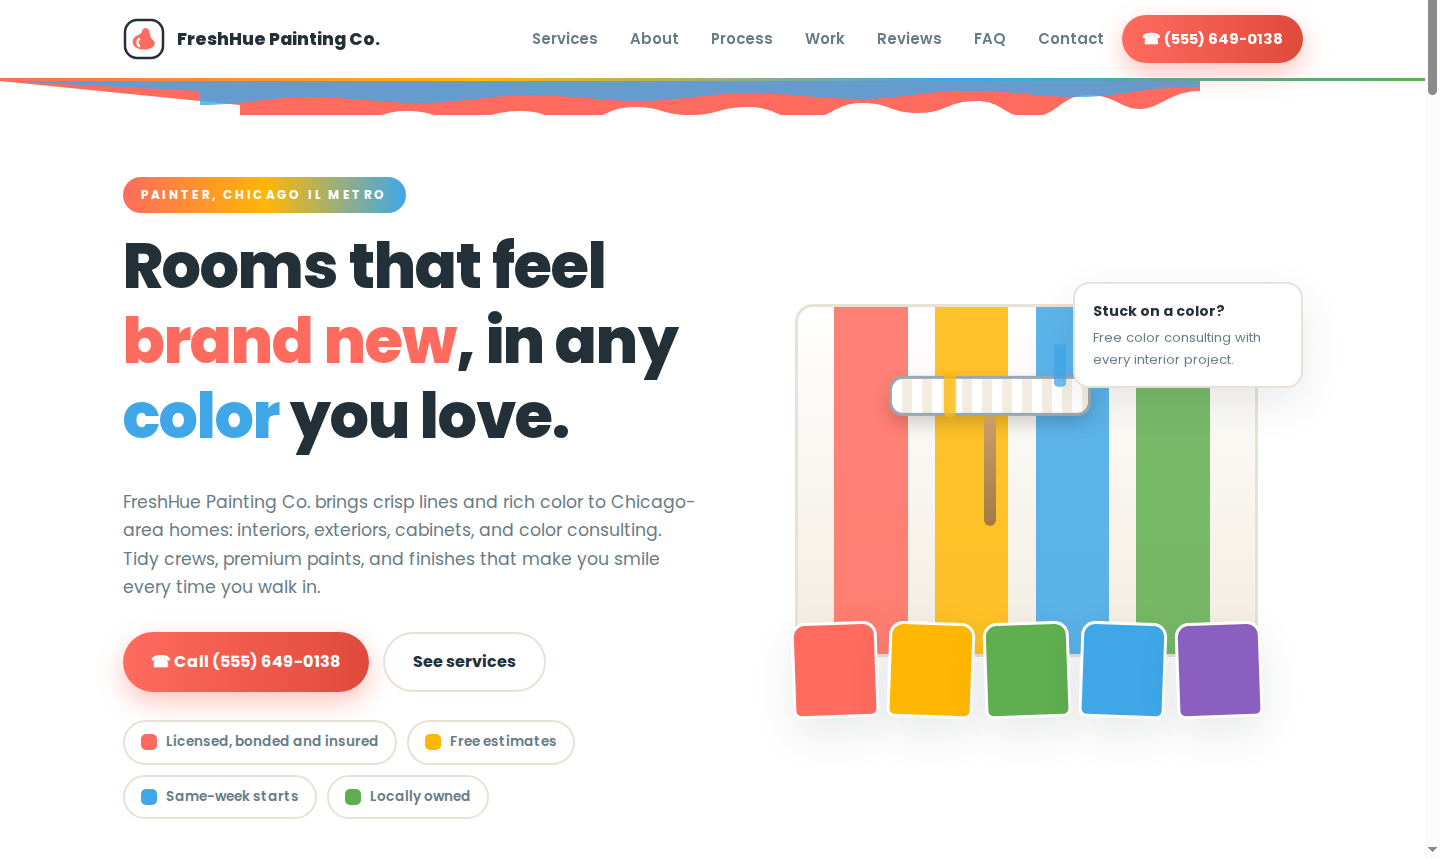 FreshHue Painting Co.
Services
About
Process
Work
Reviews
FAQ
Contact
☎ (555) 649-0138
PAINTER, CHICAGO IL METRO
Rooms that feel
brand new, in any
color you love.
FreshHue Painting Co. brings crisp lines and rich color to Chicago-
area homes: interiors, exteriors, cabinets, and color consulting.
Tidy crews, premium paints, and finishes that make you smile
every time you walk in.
☎ Call (555) 649-0138
See services
Licensed, bonded and insured
Free estimates
Same-week starts
Locally owned
Stuck on a color?
Free color consulting with
every interior project.